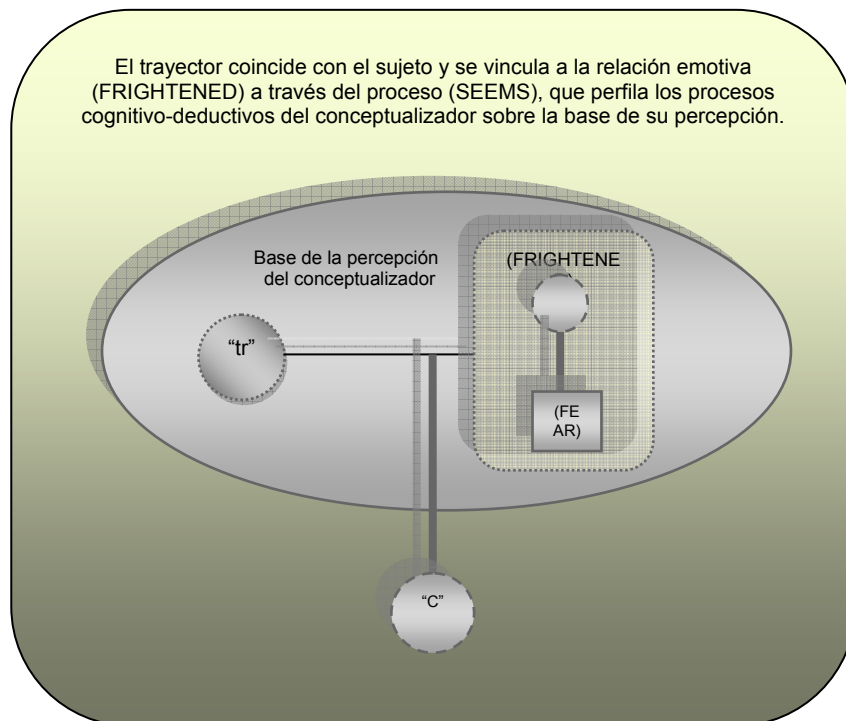 El trayector coincide con el sujeto y se vincula a la relación emotiva
(FRIGHTENED) a través del proceso (SEEMS), que perfila los procesos
cognitivo-deductivos del conceptualizador sobre la base de su percepción.
Base de la percepción
del conceptualizador
(FRIGHTENE
“tr”
(FE
AR)
“C”